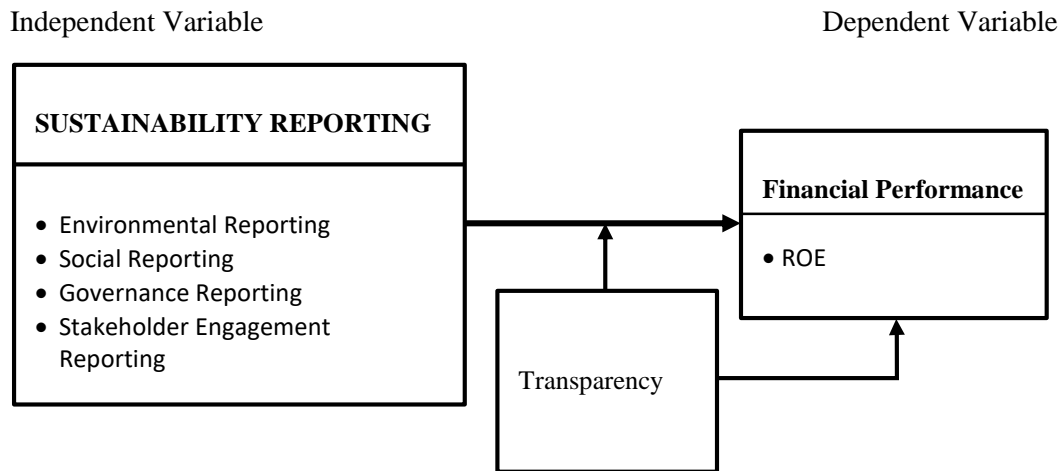 Independent Variable
Dependent Variable
SUSTAINABILITY REPORTING
• Environmental Reporting
• Social Reporting
• Governance Reporting
• Stakeholder Engagement
Reporting
Financial Performance
• ROE
Transparency